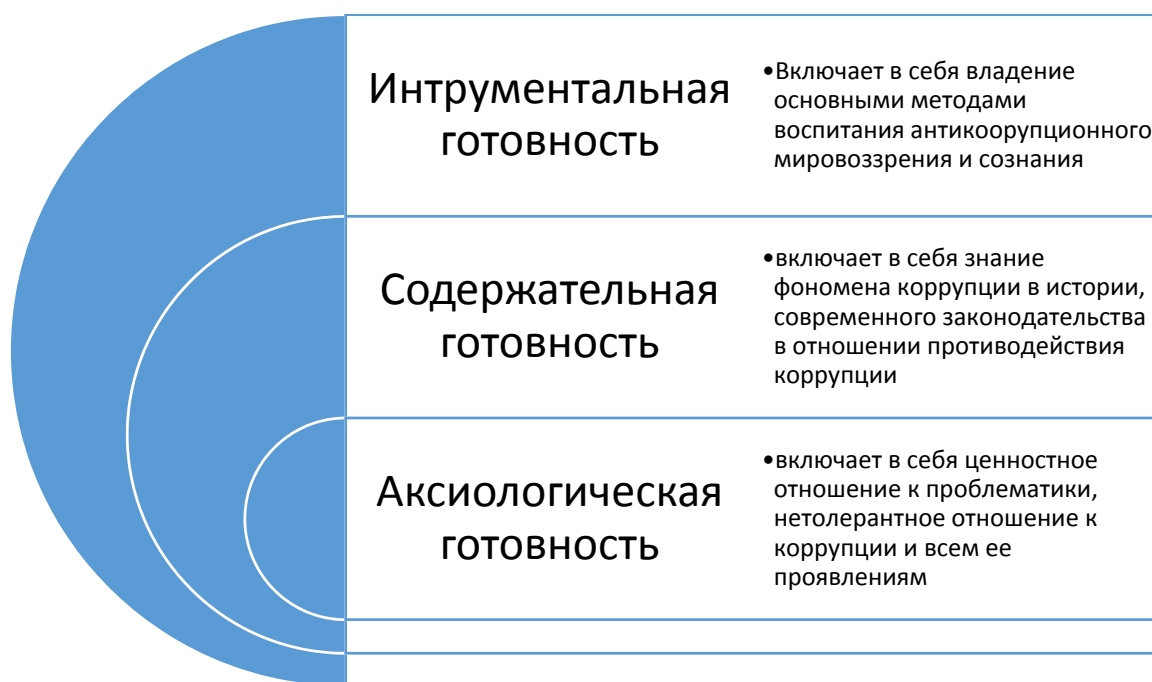 Интрументальная
готовность
•Включает в себя владение
основными методами
воспитания антикоорупционного
мировоззрения и сознания
Содержательная
готовность
•включает в себя знание
фономена коррупции в истории,
современного законодательства
в отношении противодействия
коррупции
Аксиологическая
готовность
•включает в себя ценностное
отношение к проблематики,
нетолерантное отношение к
коррупции и всем ее
проявлениям